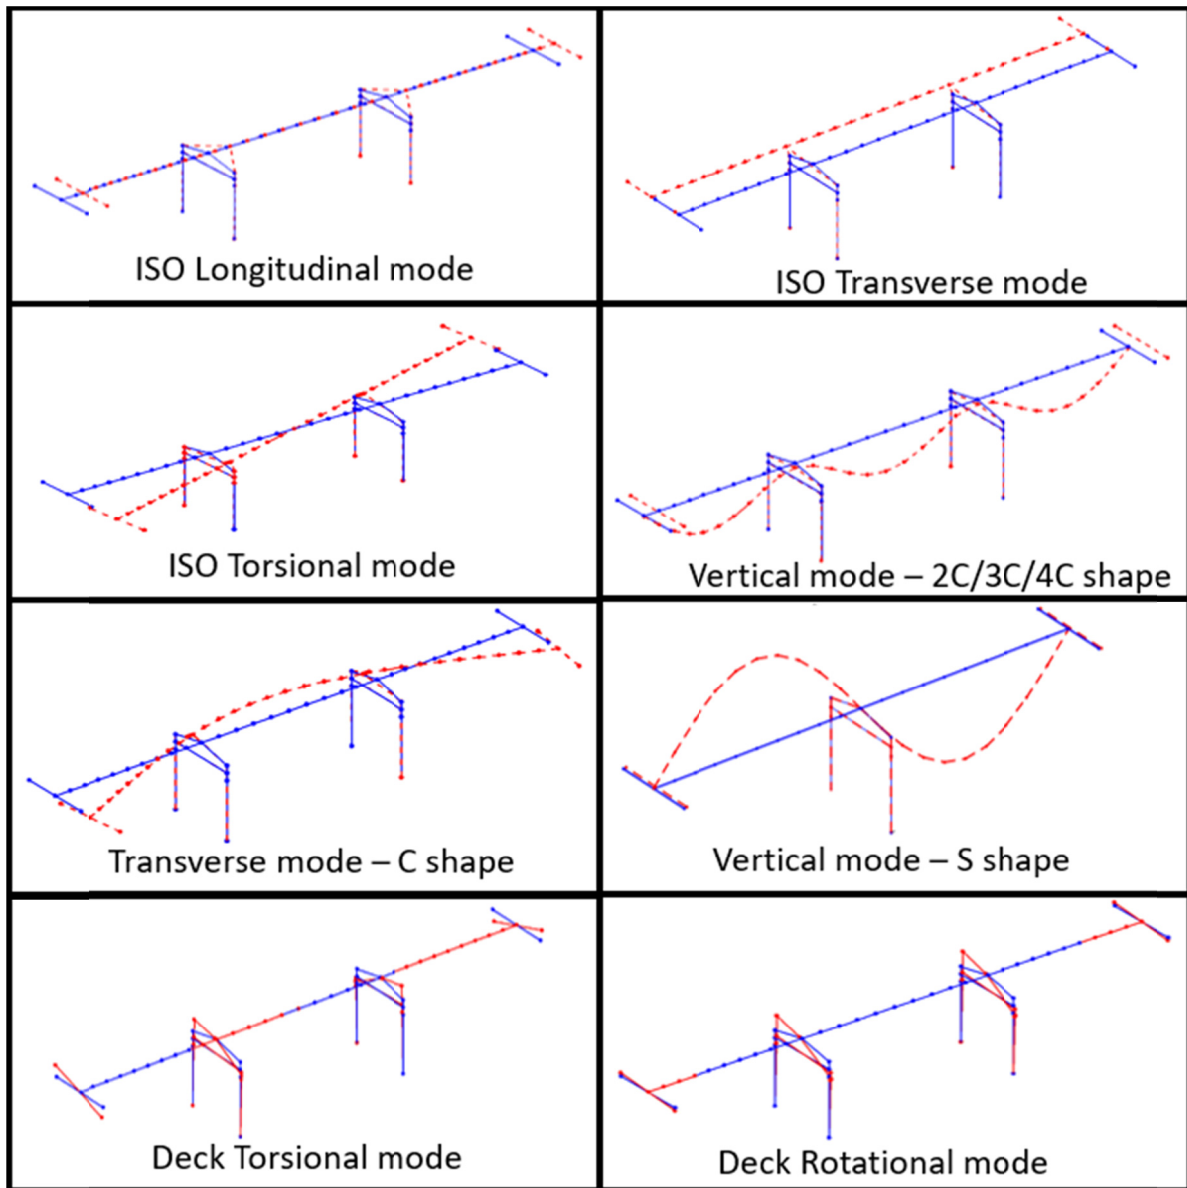 ISO Longitudinal mode
ISO Transverse mode
ISO Torsional mode
Vertical mode – 2C/3C/4C shape
Transverse mode – C shape
Vertical mode – S shape
Deck Torsional mode
Deck Rotational mode